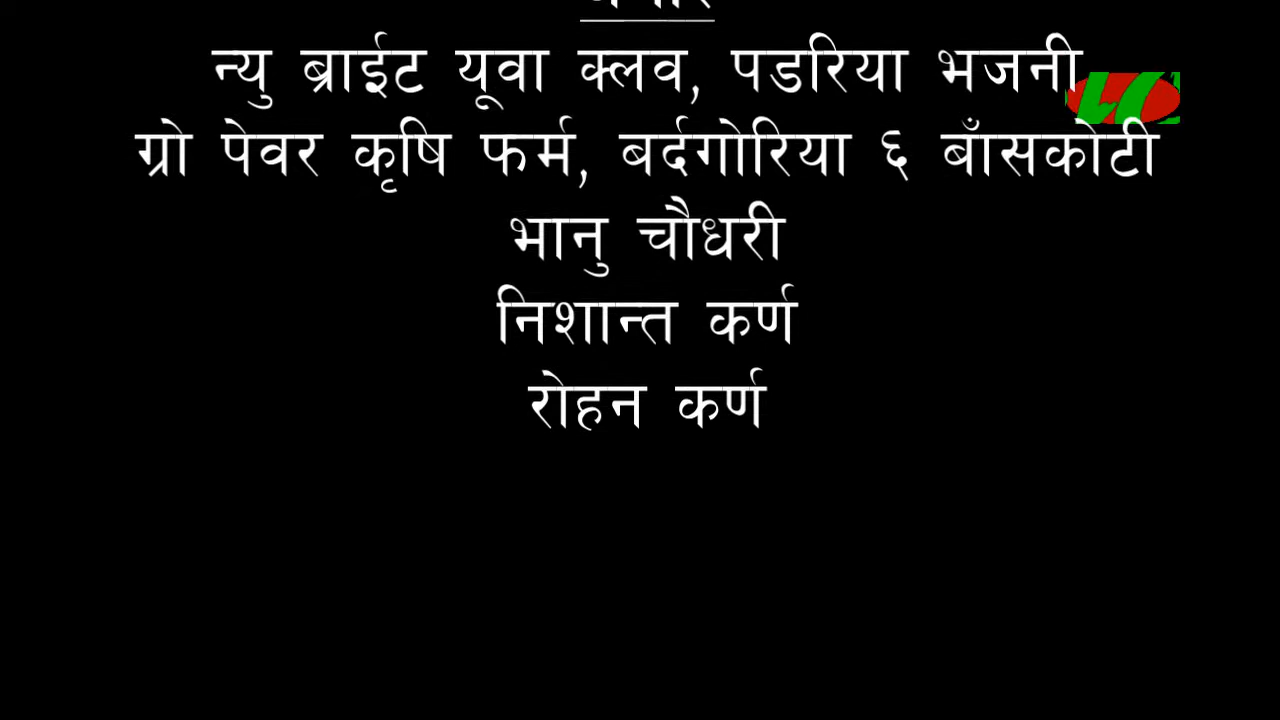 न्यु ब्राईट यूवा क्लव, पडरिया भजनी
ग्रो पेवर कृषि फर्म, बर्दगोरिया ६ बाँसकोटी
भानु चौधरी
निशान्त कर्ण
रोहन कर्ण